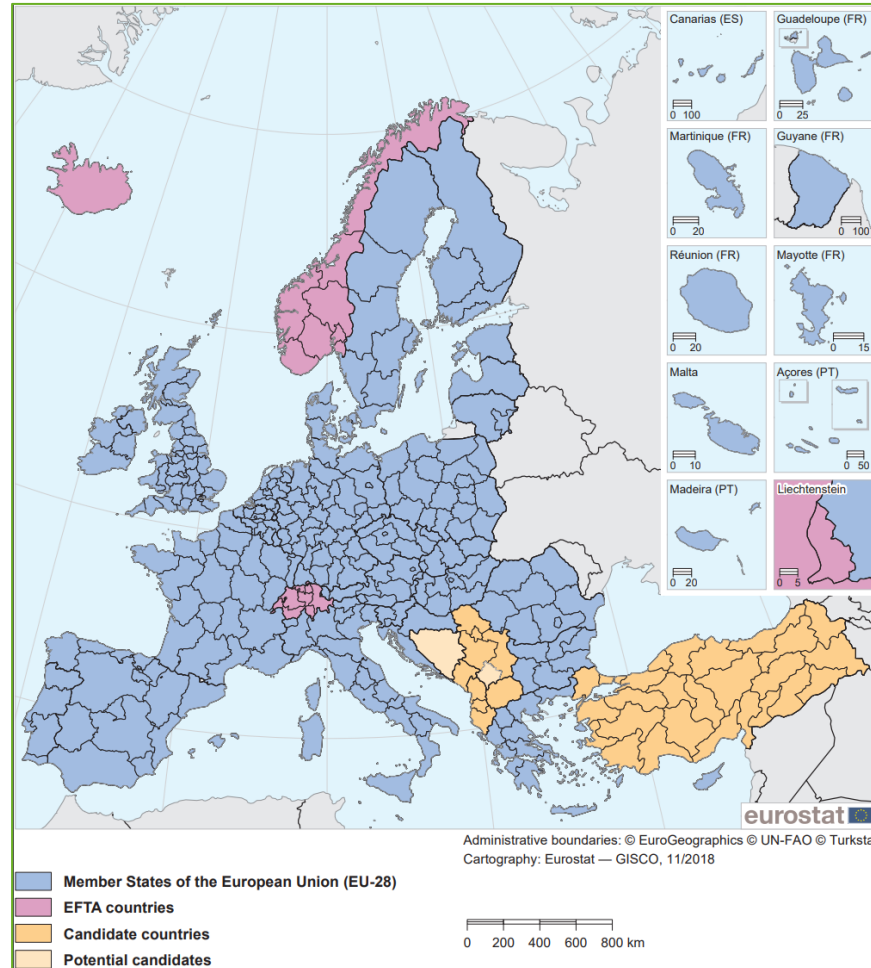 Canarias (ES)
0 100
Guadeloupe (FR)
0 25
Martinique (FR)
0 20
Guyane (FR)
0 100
Réunion (FR)
0 20
Mayotte (FR)
0 15
Malta
0 10
Açores (PT)
0 50
Madeira (PT)
0 20
Liechtenstein
0 5
eurostat
Administrative boundaries: © EuroGeographics © UN-FAO © Turksta
Cartography: Eurostat — GISCO, 11/2018
Member States of the European Union (EU-28)
EFTA countries
Candidate countries
Potential candidates
0 200 400 600 800 km